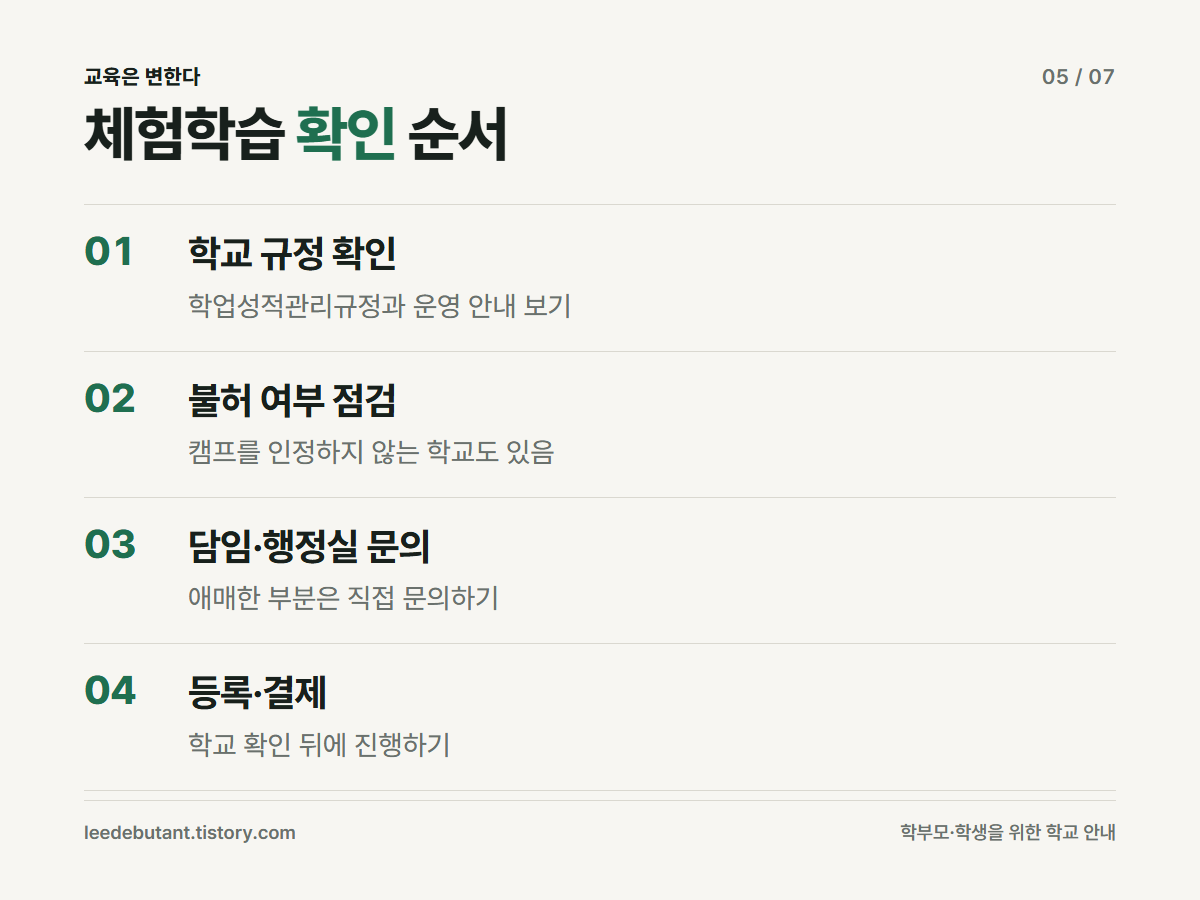 교육은 변한다
05 / 07
체험학습 확인 순서
01
학교 규정 확인
학업성적관리규정과 운영 안내 보기
02
불허 여부 점검
캠프를 인정하지 않는 학교도 있음
03
담임·행정실 문의
애매한 부분은 직접 문의하기
04
등록·결제
학교 확인 뒤에 진행하기
leedebutant.tistory.com
학부모·학생을 위한 학교 안내